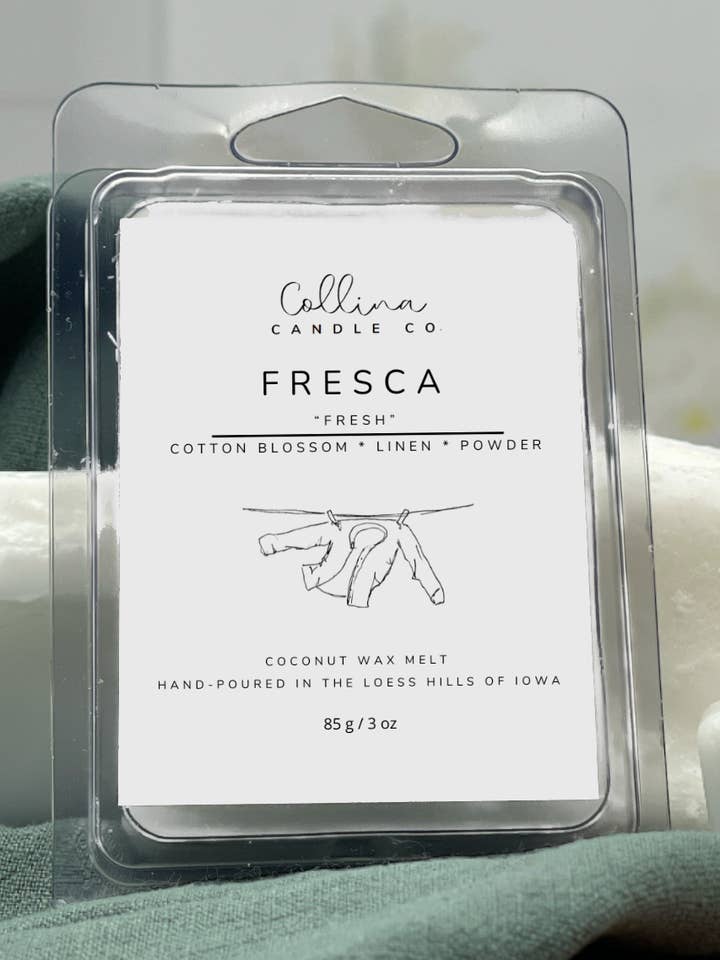 Collina
CANDLE CO.
FRESCA
“FRESH”
COTTON BLOSSOM * LINEN * POWDER
COCONUT WAX MELT
HAND-POURED IN THE LOESS HILLS OF IOWA
85 g / 3 oz